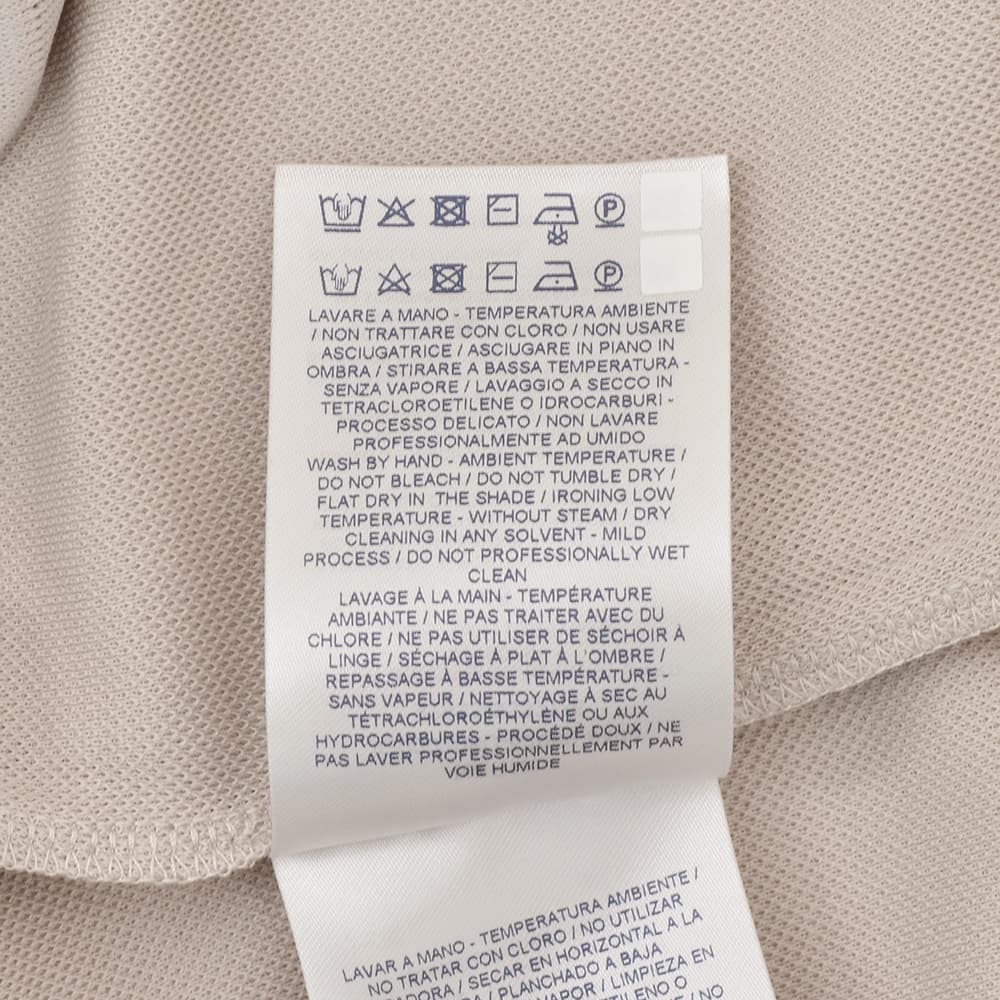 P
P
LAVARE A MANO - TEMPERATURA AMBIENTE
/ NON TRATTARE CON CLORO / NON USARE
ASCIUGATRICE / ASCIUGARE IN PIANO IN
OMBRA / STIRARE A BASSA TEMPERATURA -
SENZA VAPORE / LAVAGGIO A SECCO IN
TETRACLOROETILENE O IDROCARBURI -
PROCESSO DELICATO / NON LAVARE
PROFESSIONALMENTE AD UMIDO
WASH BY HAND - AMBIENT TEMPERATURE /
DO NOT BLEACH / DO NOT TUMBLE DRY /
FLAT DRY IN THE SHADE / IRONING LOW
TEMPERATURE - WITHOUT STEAM / DRY
CLEANING IN ANY SOLVENT - MILD
PROCESS / DO NOT PROFESSIONALLY WET
CLEAN
LAVAGE À LA MAIN - TEMPÉRATURE
AMBIANTE / NE PAS TRAITER AVEC DU
CHLORE / NE PAS UTILISER DE SÉCHOIR À
LINGE / SÉCHAGE À PLAT À L'OMBRE /
REPASSAGE À BASSE TEMPÉRATURE -
SANS VAPEUR / NETTOYAGE À SEC AU
TÉTRACHLOROÉTHYLÈNE OU AUX
HYDROCARBURES - PROCÉDÉ DOUX / NE
PAS LAVER PROFESSIONNELLEMENT PAR
VOIE HUMIDE
LAVAR A MANO - TEMPERATURA AMBIENTE /
NO TRATAR CON CLORO / NO UTILIZAR
ADORA / SECAR EN HORIZONTAL A LA
/ PLANCHADO A BAJA
VAPOR / LIMPIEZA EN
TILENO O
/ NO